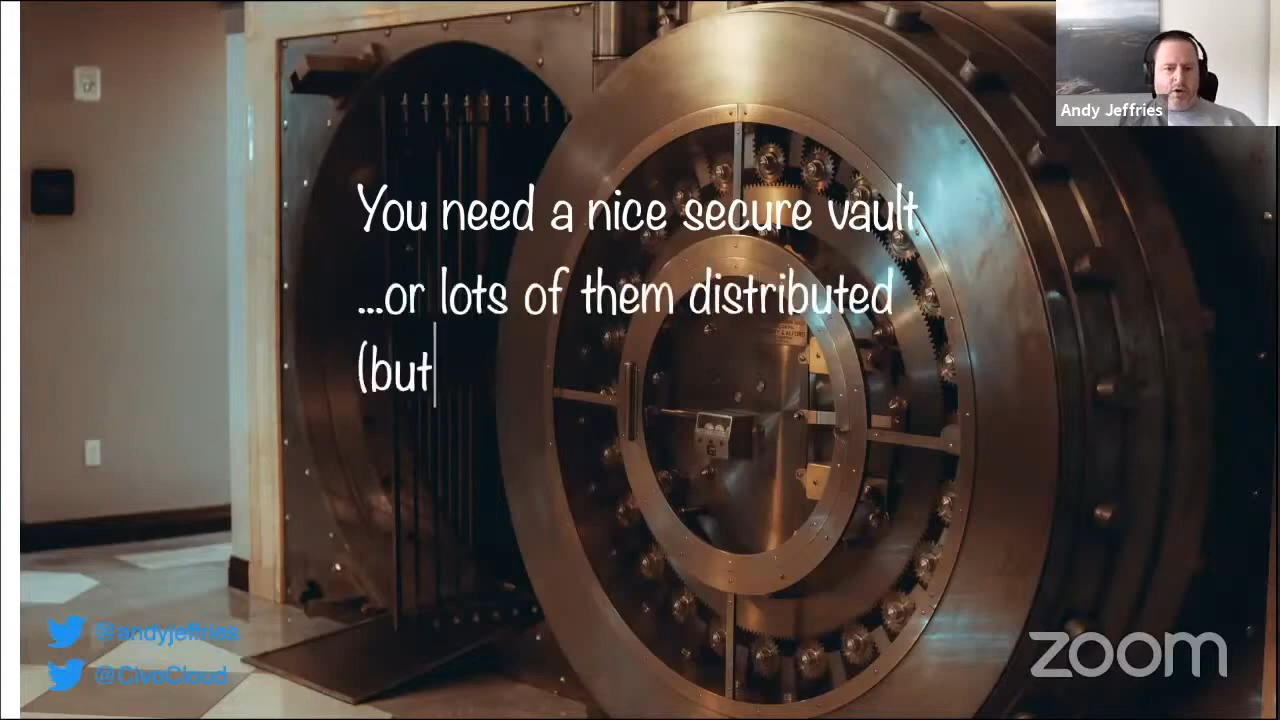 Andy Jeffries
You need a nice secure vault
...or lots of them distributed
(but
@andyjeffries
@CivoCloud
zoom